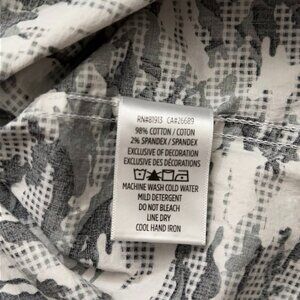 RN#81913 CA#26689
98% COTTON / COTON
2% SPANDEX / SPANDEX
EXCLUSIVE OF DECORATION
EXCLUSIVE DES DÉCORATIONS
MACHINE WASH COLD WATER
MILD DETERGENT
DO NOT BLEACH
LINE DRY
COOL HAND IRON